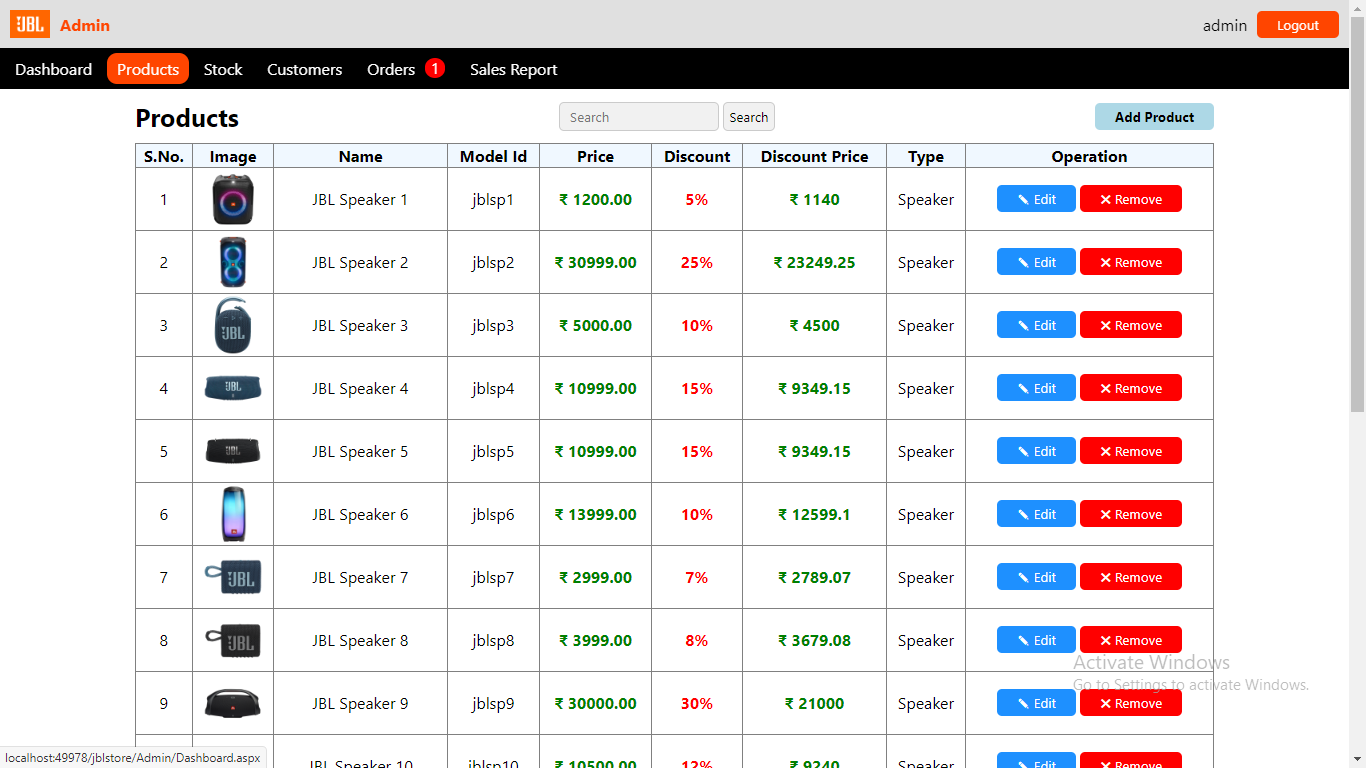 JBL Admin admin Logout
Dashboard Products Stock Customers Orders 1 Sales Report
Products Search Search Add Product
S.No. Image Name Model Id Price Discount Discount Price Type Operation
1 JBL Speaker 1 jblsp1 ₹ 1200.00 5% ₹ 1140 Speaker Edit Remove
2 JBL Speaker 2 jblsp2 ₹ 30999.00 25% ₹ 23249.25 Speaker Edit Remove
3 JBL JBL Speaker 3 jblsp3 ₹ 5000.00 10% ₹ 4500 Speaker Edit Remove
4 JBL JBL Speaker 4 jblsp4 ₹ 10999.00 15% ₹ 9349.15 Speaker Edit Remove
5 JBL JBL Speaker 5 jblsp5 ₹ 10999.00 15% ₹ 9349.15 Speaker Edit Remove
6 JBL Speaker 6 jblsp6 ₹ 13999.00 10% ₹ 12599.1 Speaker Edit Remove
7 JBL JBL Speaker 7 jblsp7 ₹ 2999.00 7% ₹ 2789.07 Speaker Edit Remove
8 JBL JBL Speaker 8 jblsp8 ₹ 3999.00 8% ₹ 3679.08 Speaker Edit Remove
Activate Windows
Go to Settings to activate Windows.
9 JBL Speaker 9 jblsp9 ₹ 30000.00 30% ₹ 21000 Speaker Edit Remove
JBL Speaker 10 jblsp10 ₹ 10500.00 12% ₹ 9240 Speaker Edit Remove
localhost:49978/jblstore/Admin/Dashboard.aspx